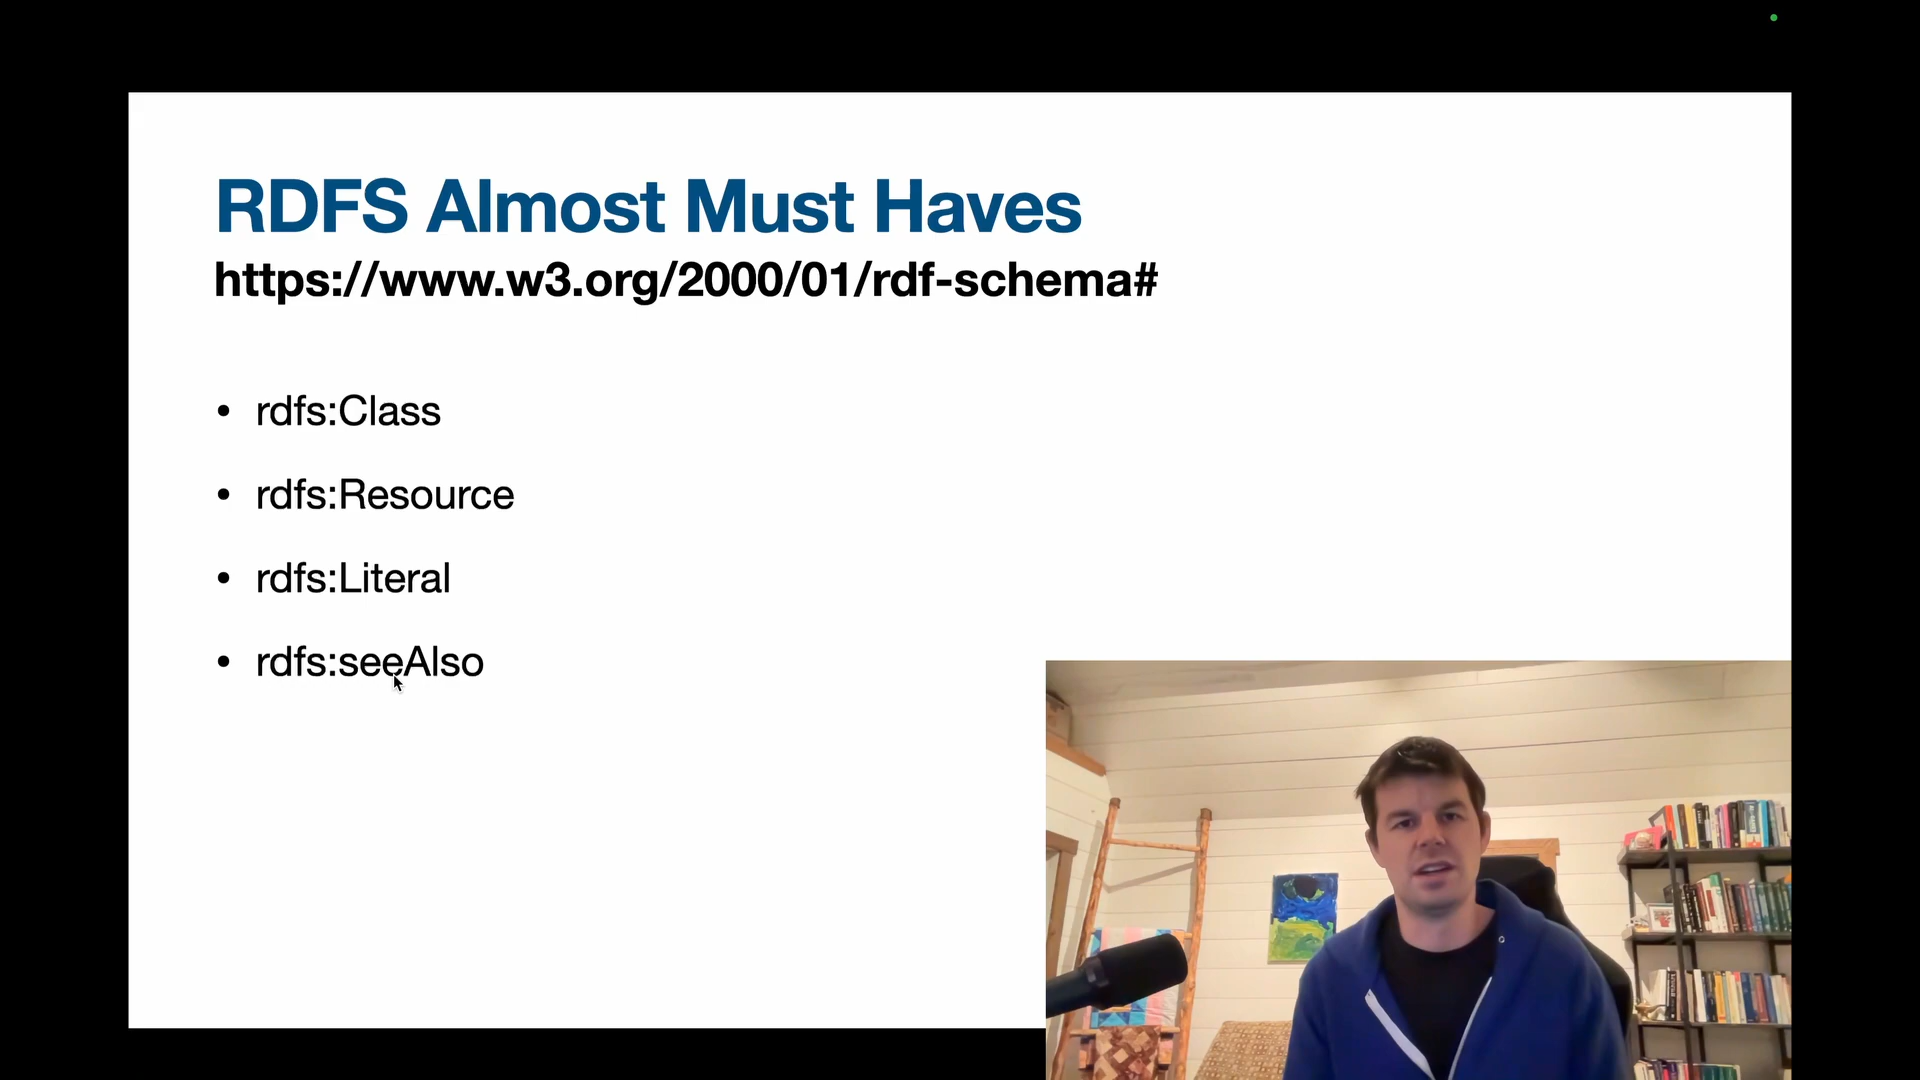 RDFS Almost Must Haves
https://www.w3.org/2000/01/rdf-schema#
• rdfs:Class
• rdfs:Resource
• rdfs:Literal
• rdfs:seeAlso